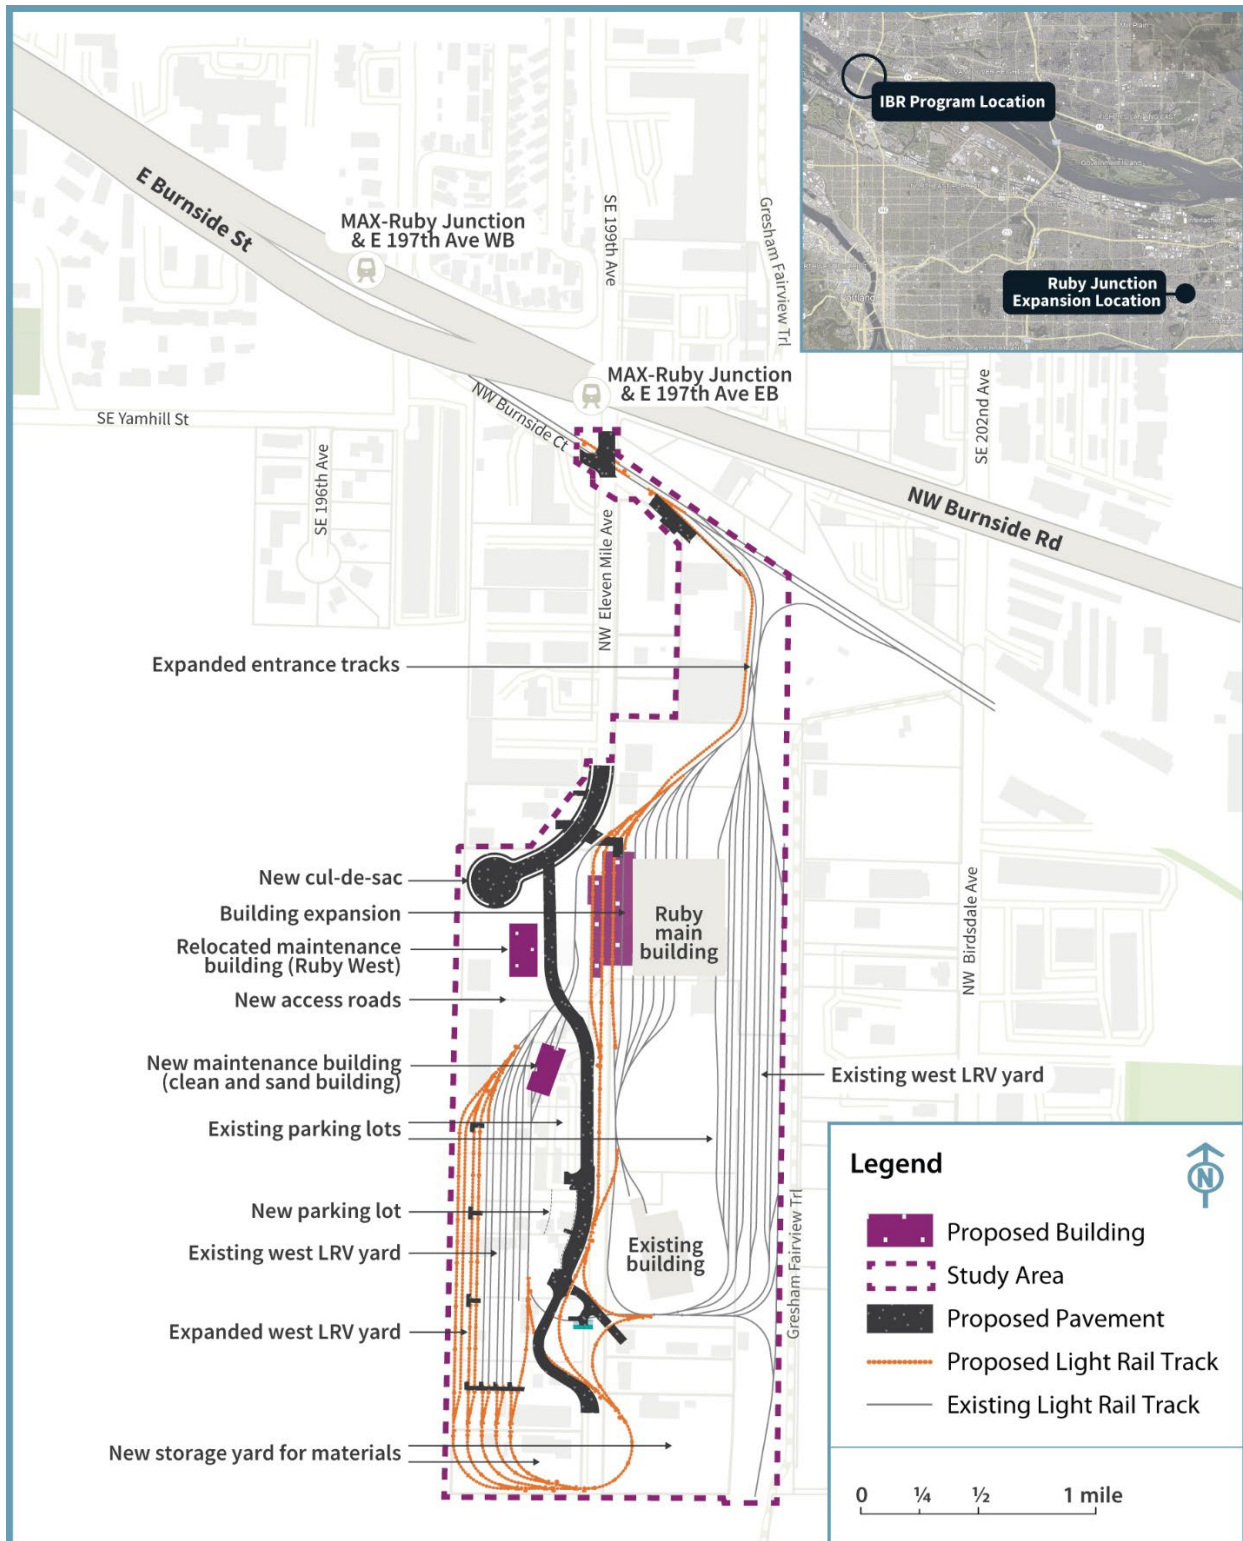 IBR Program Location
Ruby Junction
Expansion Location
Portland
E Burnside St
MAX-Ruby Junction
& E 197th Ave WB
SE 199th Ave
Gresham Fairview Trl
MAX-Ruby Junction
& E 197th Ave EB
SE 202nd Ave
SE Yamhill St
NW Burnside Ct
SE 196th Ave
NW Eleven Mile Ave
NW Burnside Rd
Expanded entrance tracks
New cul-de-sac
Building expansion
Ruby
main
building
Relocated maintenance
building (Ruby West)
New access roads
NW Birdsdale Ave
New maintenance building
(clean and sand building)
Existing west LRV yard
Existing parking lots
New parking lot
Existing west LRV yard
Existing
building
Gresham Fairview Trl
Expanded west LRV yard
New storage yard for materials
Legend
N
Proposed Building
Study Area
Proposed Pavement
Proposed Light Rail Track
Existing Light Rail Track
0 ¼ ½ 1 mile